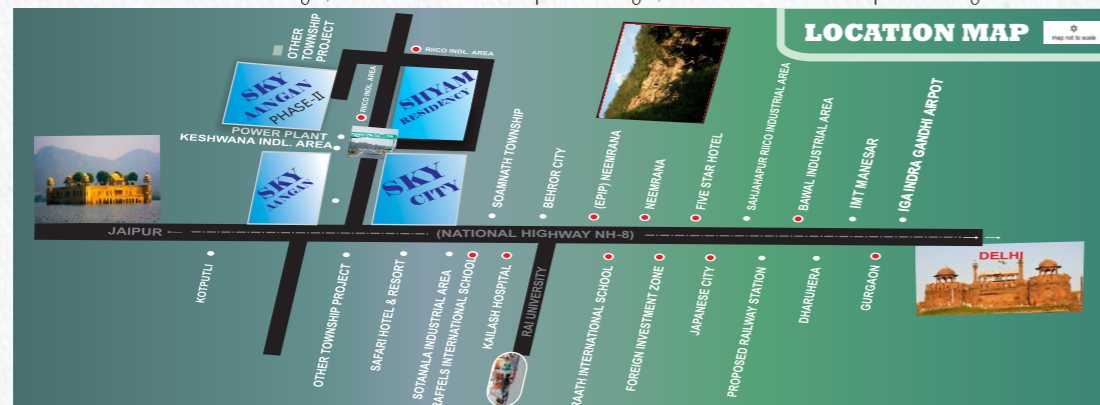 LOCATION MAP
map not to scale
OTHER
TOWNSHIP
PROJECT
RIICO INDL. AREA
SKY
AANGAN
PHASE-II
RIICO INDL. AREA
SHYAM
RESIDENCY
POWER PLANT
KESHWANA INDL. AREA
SKY
AANGAN
SKY
CITY
SOAMNATH TOWNSHIP
BEHROR CITY
(EPIP) NEEMRANA
NEEMRANA
FIVE STAR HOTEL
SAHJAHAPUR RIICO INDUSTRIAL AREA
BAWAL INDUSTRIAL AREA
IMT MANESAR
IGA INDRA GANDHI AIRPOT
JAIPUR
(NATIONAL HIGHWAY NH-8)
DELHI
KOTPUTLI
OTHER TOWNSHIP PROJECT
SAFARI HOTEL & RESORT
SOTANALA INDUSTRIAL AREA
RAFFELS INTERNATIONAL SCHOOL
KAILASH HOSPITAL
RAI UNIVERSITY
RAATH INTERNATIONAL SCHOOL
FOREIGN INVESTMENT ZONE
JAPANESE CITY
PROPOSED RAILWAY STATION
DHARUHERA
GURGAON